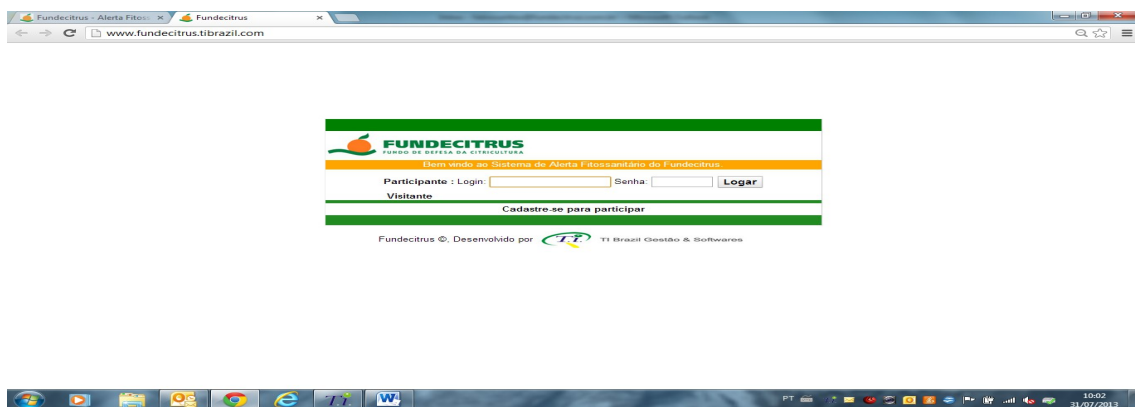 Fundecitrus - Alerta Fitos
Fundecitrus
www.fundecitrus.tibrazil.com
FUNDECITRUS
FUNDO DE DEFESA DA CITRICULTURA
Bem vindo ao Sistema de Alerta Fitossanitário do Fundecitrus.
Participante : Login: Senha: Logar
Visitante
Cadastre-se para participar
Fundecitrus ©, Desenvolvido por T.I. TI Brazil Gestão & Softwares
PT
10:02
31/07/2013